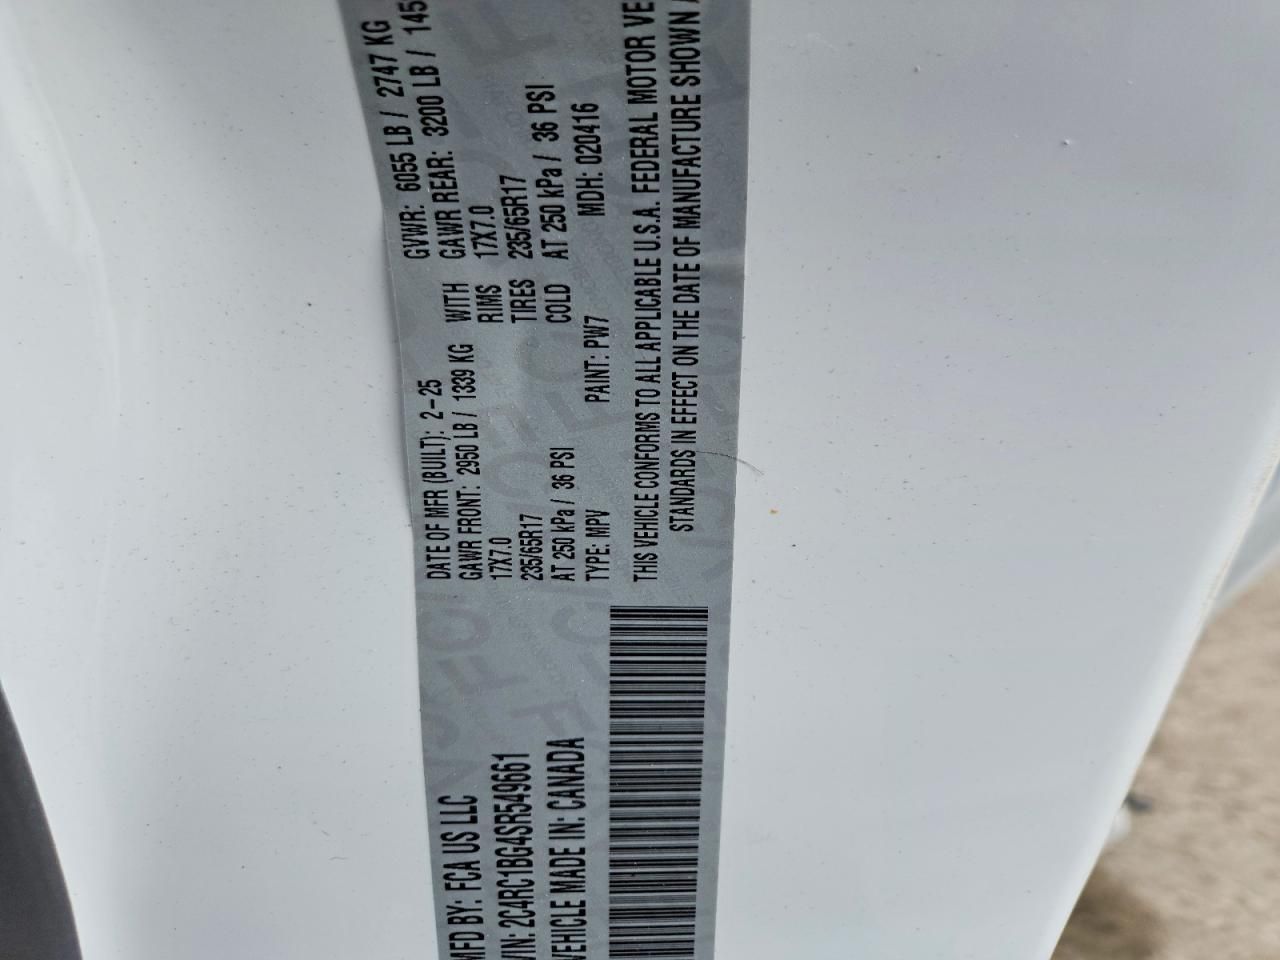 MFD BY: FCA US LLC
VIN: 2C4RC1BG4SR549661
VEHICLE MADE IN: CANADA
DATE OF MFR (BUILT): 2-25 GVWR: 6055 LB / 2747 KG
GAWR FRONT: 2950 LB / 1339 KG WITH GAWR REAR: 3200 LB / 145
17X7.0 RIMS 17X7.0
235/65R17 TIRES 235/65R17
AT 250 kPa / 36 PSI COLD AT 250 kPa / 36 PSI
TYPE: MPV PAINT: PW7 MDH: 020416
THIS VEHICLE CONFORMS TO ALL APPLICABLE U.S.A. FEDERAL MOTOR VE
STANDARDS IN EFFECT ON THE DATE OF MANUFACTURE SHOWN